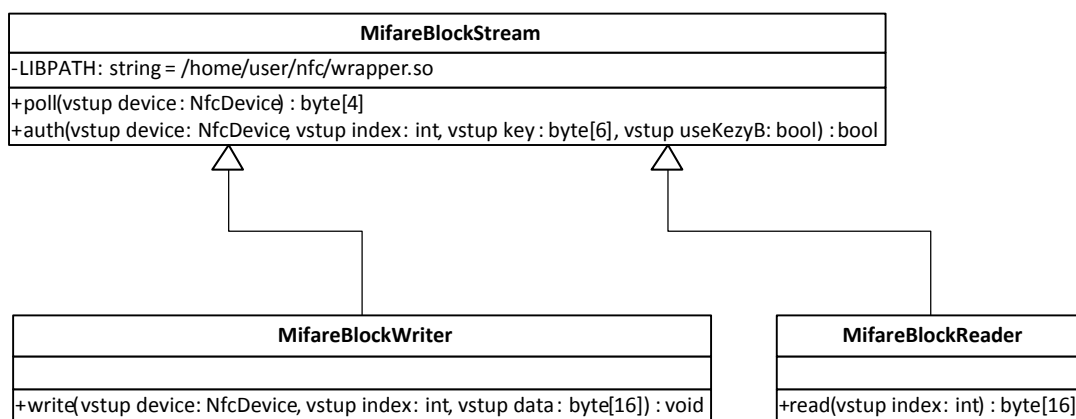 MifareBlockStream
-LIBPATH: string = /home/user/nfc/wrapper.so
+poll(vstup device: NfcDevice) : byte[4]
+auth(vstup device: NfcDevice, vstup index: int, vstup key: byte[6], vstup useKezyB: bool) : bool
MifareBlockWriter
+write(vstup device: NfcDevice, vstup index: int, vstup data: byte[16]) : void
MifareBlockReader
+read(vstup index: int) : byte[16]